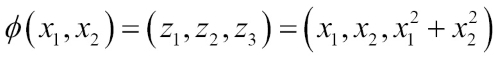 ϕ(x₁, x₂) = (z₁, z₂, z₃) = (x₁, x₂, x₁² + x₂²)